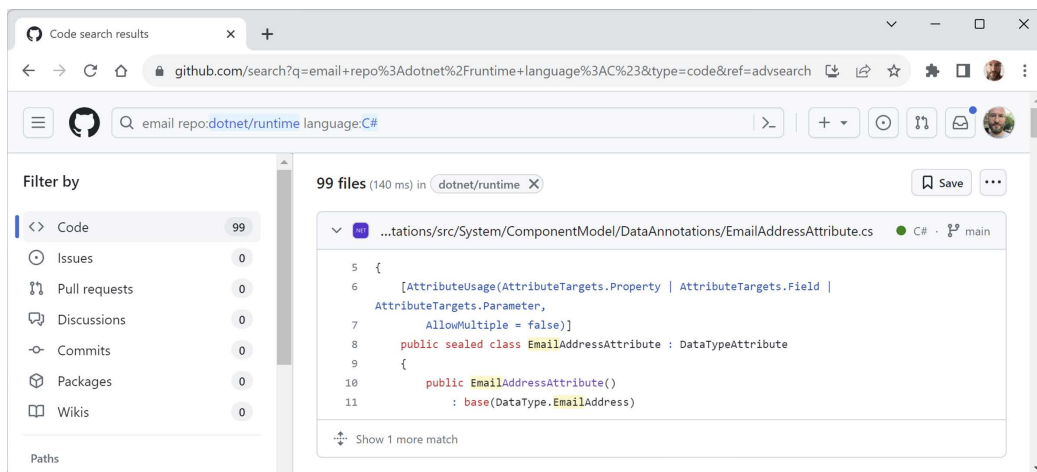 Code search results
github.com/search?q=email+repo%3Adotnet%2Fruntime+language%3AC%23&type=code&ref=advsearch
email repo:dotnet/runtime language:C#
Filter by
99 files (140 ms) in dotnet/runtime
Save
Code 99
Issues 0
Pull requests 0
Discussions 0
Commits 0
Packages 0
Wikis 0
Paths
.NET ...tations/src/System/ComponentModel/DataAnnotations/EmailAddressAttribute.cs C# · main
5 {
6 [AttributeUsage(AttributeTargets.Property | AttributeTargets.Field |
AttributeTargets.Parameter,
7 AllowMultiple = false)]
8 public sealed class EmailAddressAttribute : DataTypeAttribute
9 {
10 public EmailAddressAttribute()
11 : base(DataType.EmailAddress)
Show 1 more match